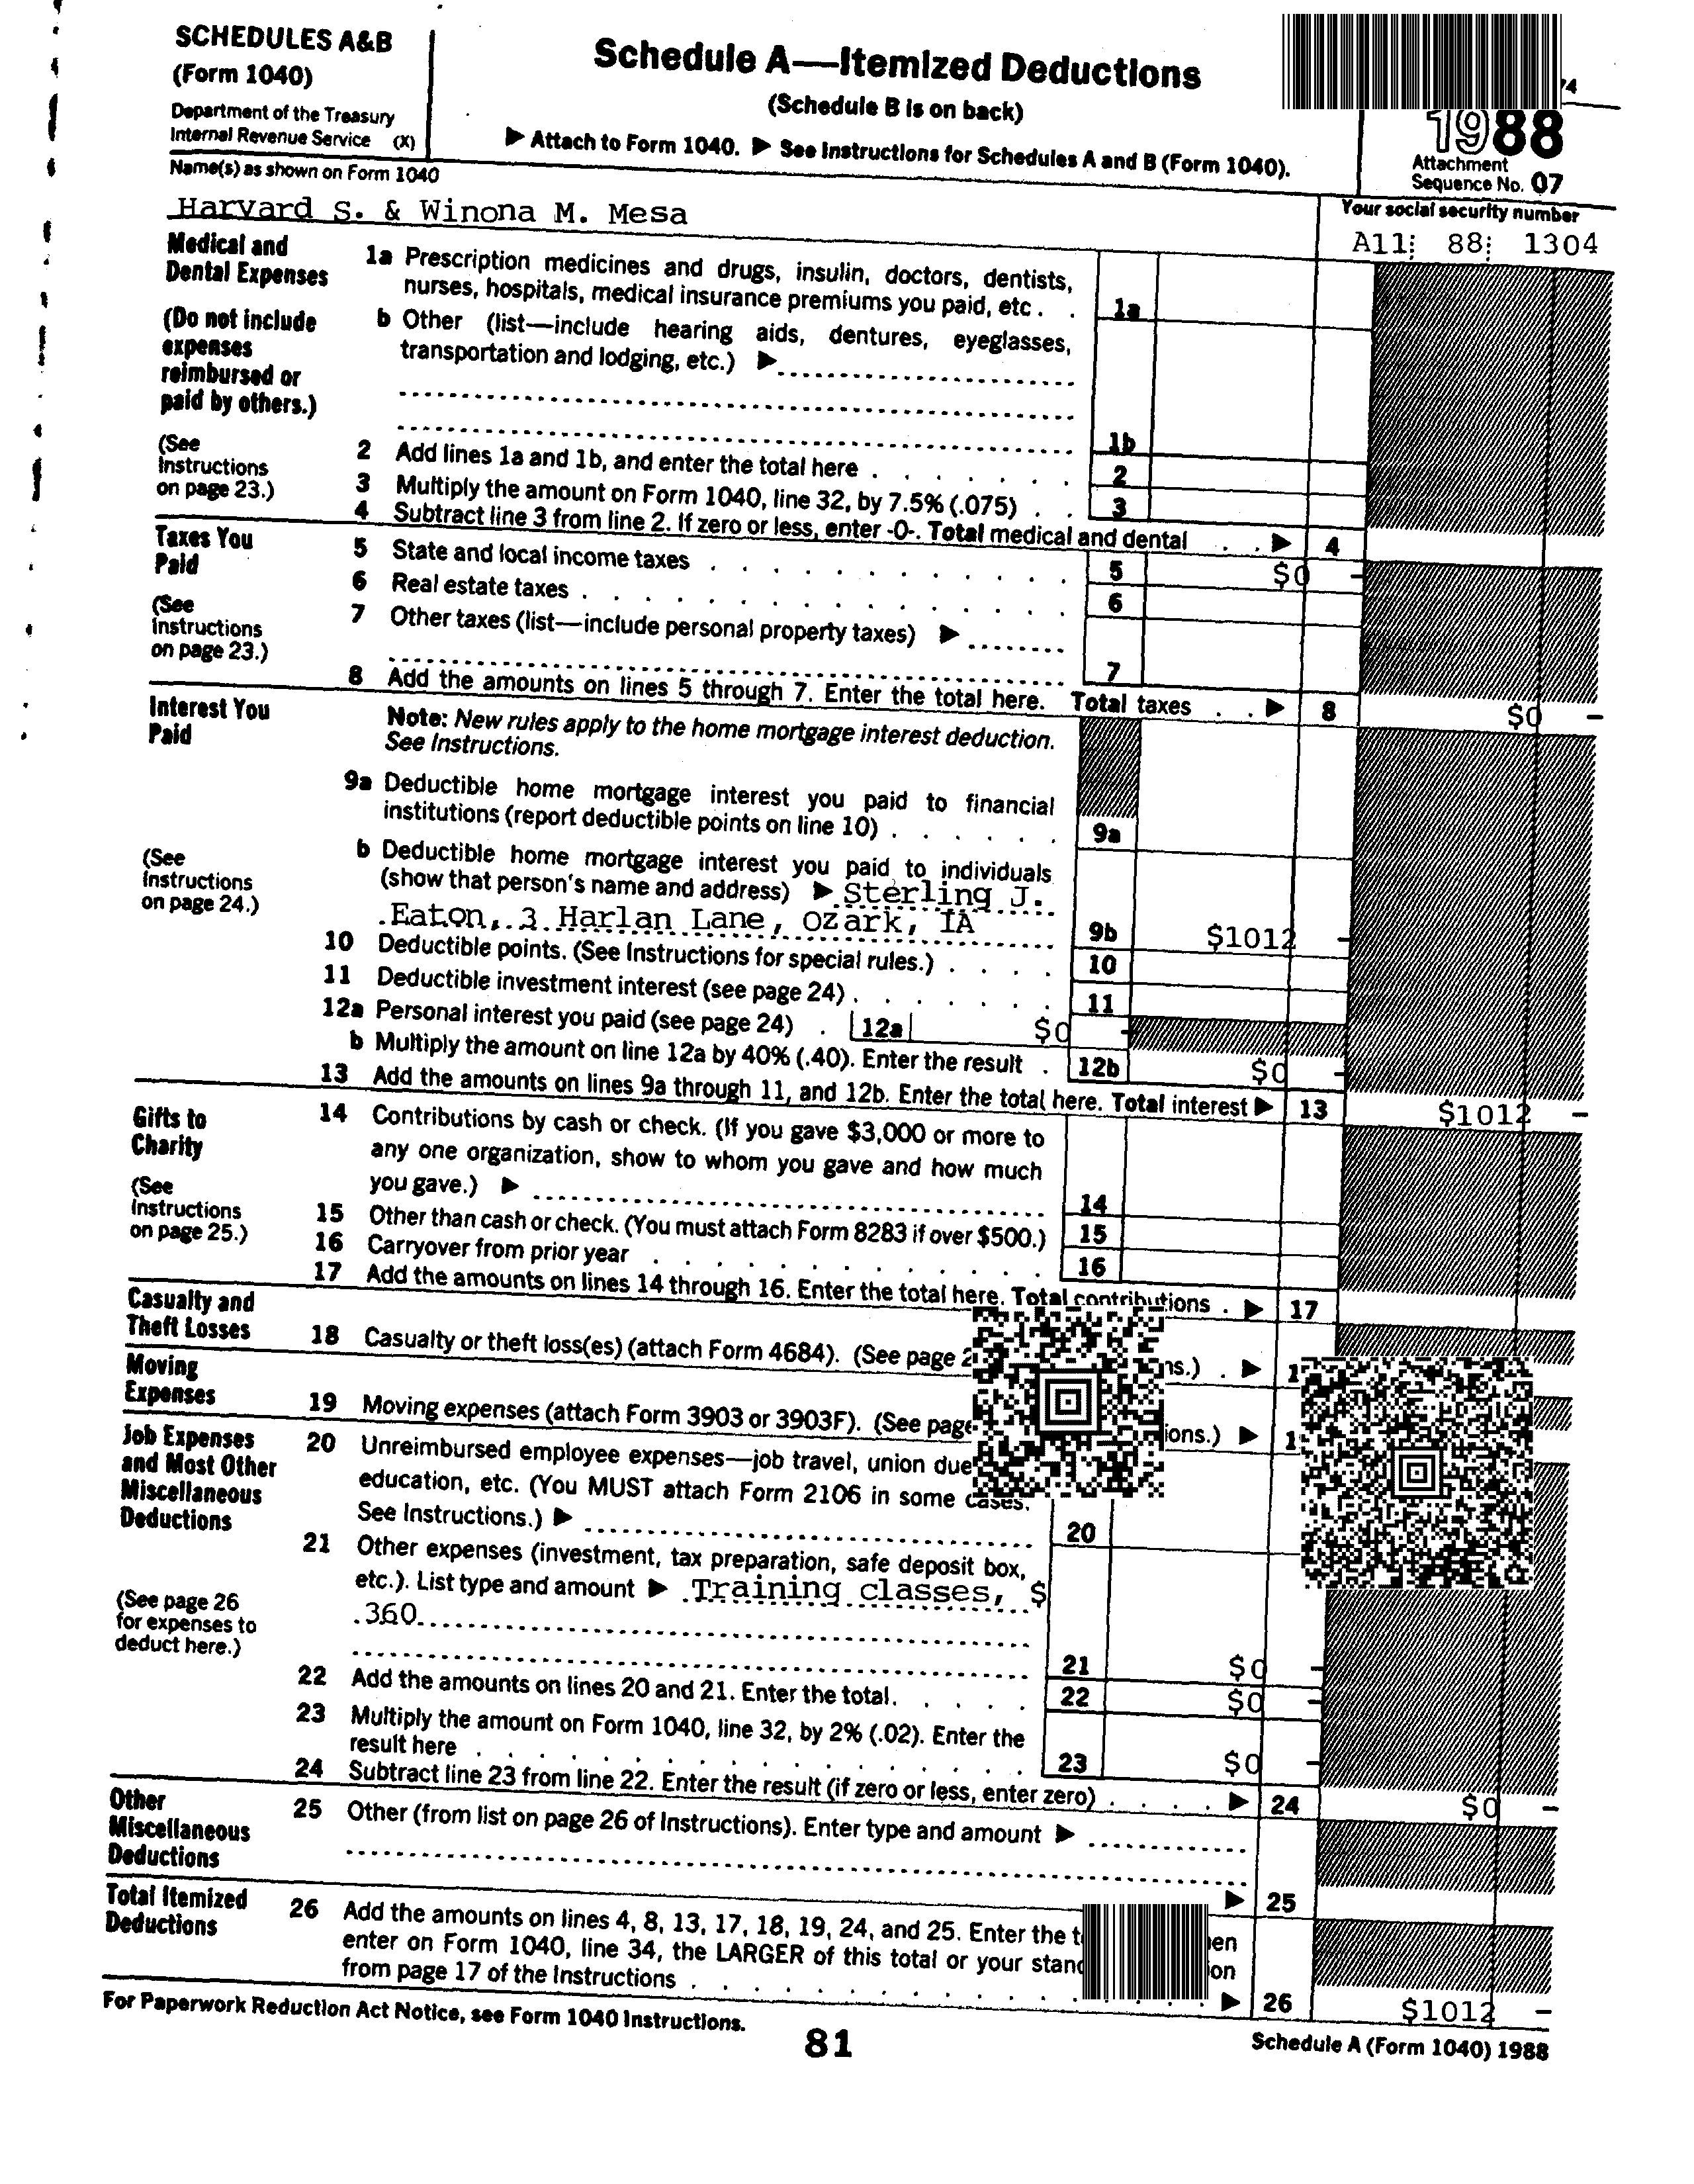 SCHEDULES A&B
(Form 1040)
Department of the Treasury
Internal Revenue Service (X)
Schedule A—Itemized Deductions
(Schedule B is on back)
▶ Attach to Form 1040. ▶ See Instructions for Schedules A and B (Form 1040).
1988
Attachment
Sequence No. 07
Name(s) as shown on Form 1040
Your social security number
Harvard S. & Winona M. Mesa
A11 88 1304
Medical and
Dental Expenses
(Do not include
expenses
reimbursed or
paid by others.)
(See
Instructions
on page 23.)
1a Prescription medicines and drugs, insulin, doctors, dentists,
nurses, hospitals, medical insurance premiums you paid, etc . . 1a
b Other (list—include hearing aids, dentures, eyeglasses,
transportation and lodging, etc.) ▶
1b
2 Add lines 1a and 1b, and enter the total here . . . . . . . 2
3 Multiply the amount on Form 1040, line 32, by 7.5% (.075) . . 3
4 Subtract line 3 from line 2. If zero or less, enter -0-. Total medical and dental . . ▶ 4
Taxes You
Paid
(See
Instructions
on page 23.)
5 State and local income taxes . . . . . . . . . . . . 5 $0 -
6 Real estate taxes . . . . . . . . . . . . . . . . 6
7 Other taxes (list—include personal property taxes) ▶
7
8 Add the amounts on lines 5 through 7. Enter the total here. Total taxes . . ▶ 8 $0 -
Interest You
Paid
(See
Instructions
on page 24.)
Note: New rules apply to the home mortgage interest deduction.
See Instructions.
9a Deductible home mortgage interest you paid to financial
institutions (report deductible points on line 10) . . . . . . 9a
b Deductible home mortgage interest you paid to individuals
(show that person's name and address) ▶ Sterling J.
Eaton, 3 Harlan Lane, Ozark, IA 9b $1012 -
10 Deductible points. (See Instructions for special rules.) . . . . 10
11 Deductible investment interest (see page 24) . . . . . . . 11
12a Personal interest you paid (see page 24) . 12a $0 -
b Multiply the amount on line 12a by 40% (.40). Enter the result . 12b $0 -
13 Add the amounts on lines 9a through 11, and 12b. Enter the total here. Total interest ▶ 13 $1012 -
Gifts to
Charity
(See
Instructions
on page 25.)
14 Contributions by cash or check. (If you gave $3,000 or more to
any one organization, show to whom you gave and how much
you gave.) ▶ 14
15 Other than cash or check. (You must attach Form 8283 if over $500.) 15
16 Carryover from prior year . . . . . . . . . . . . . 16
17 Add the amounts on lines 14 through 16. Enter the total here. Total contributions . ▶ 17
Casualty and
Theft Losses
18 Casualty or theft loss(es) (attach Form 4684). (See page
Moving
Expenses
19 Moving expenses (attach Form 3903 or 3903F). (See page
Job Expenses
and Most Other
Miscellaneous
Deductions
(See page 26
for expenses to
deduct here.)
20 Unreimbursed employee expenses—job travel, union
education, etc. (You MUST attach Form 2106 in some cases.
See Instructions.) ▶ 20
21 Other expenses (investment, tax preparation, safe deposit box,
etc.). List type and amount ▶ Training classes, $
360
21 $0 -
22 Add the amounts on lines 20 and 21. Enter the total. . . . . 22 $0 -
23 Multiply the amount on Form 1040, line 32, by 2% (.02). Enter the
result here . . . . . . . . . . . . . . . . . . 23 $0 -
24 Subtract line 23 from line 22. Enter the result (if zero or less, enter zero) . . . . ▶ 24 $0 -
Other
Miscellaneous
Deductions
25 Other (from list on page 26 of Instructions). Enter type and amount ▶
▶ 25
Total Itemized
Deductions
26 Add the amounts on lines 4, 8, 13, 17, 18, 19, 24, and 25. Enter the
enter on Form 1040, line 34, the LARGER of this total or your
from page 17 of the Instructions . . . . . . . . . . . . ▶ 26 $1012 -
For Paperwork Reduction Act Notice, see Form 1040 Instructions.
81
Schedule A (Form 1040) 1988